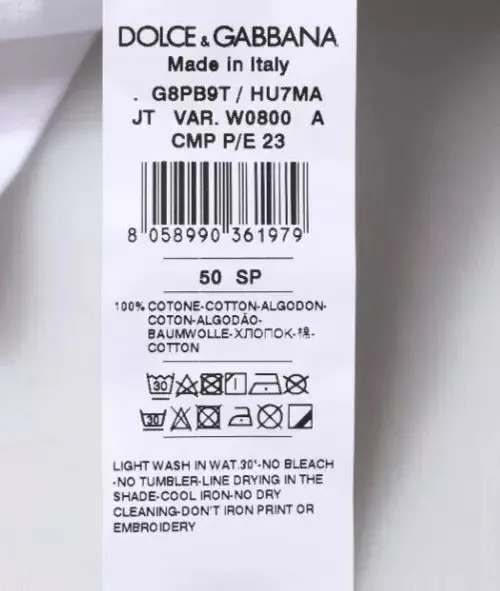 DOLCE & GABBANA
Made in Italy
. G8PB9T / HU7MA
JT VAR. W0800 A
CMP P/E 23
8 058990 361979
50 SP
100% COTONE-COTTON-ALGODON-
COTON-ALGODÃO-
BAUMWOLLE-ХЛОПОК-棉-
COTTON
30
30
LIGHT WASH IN WAT.30°-NO BLEACH
-NO TUMBLER-LINE DRYING IN THE
SHADE-COOL IRON-NO DRY
CLEANING-DON'T IRON PRINT OR
EMBROIDERY